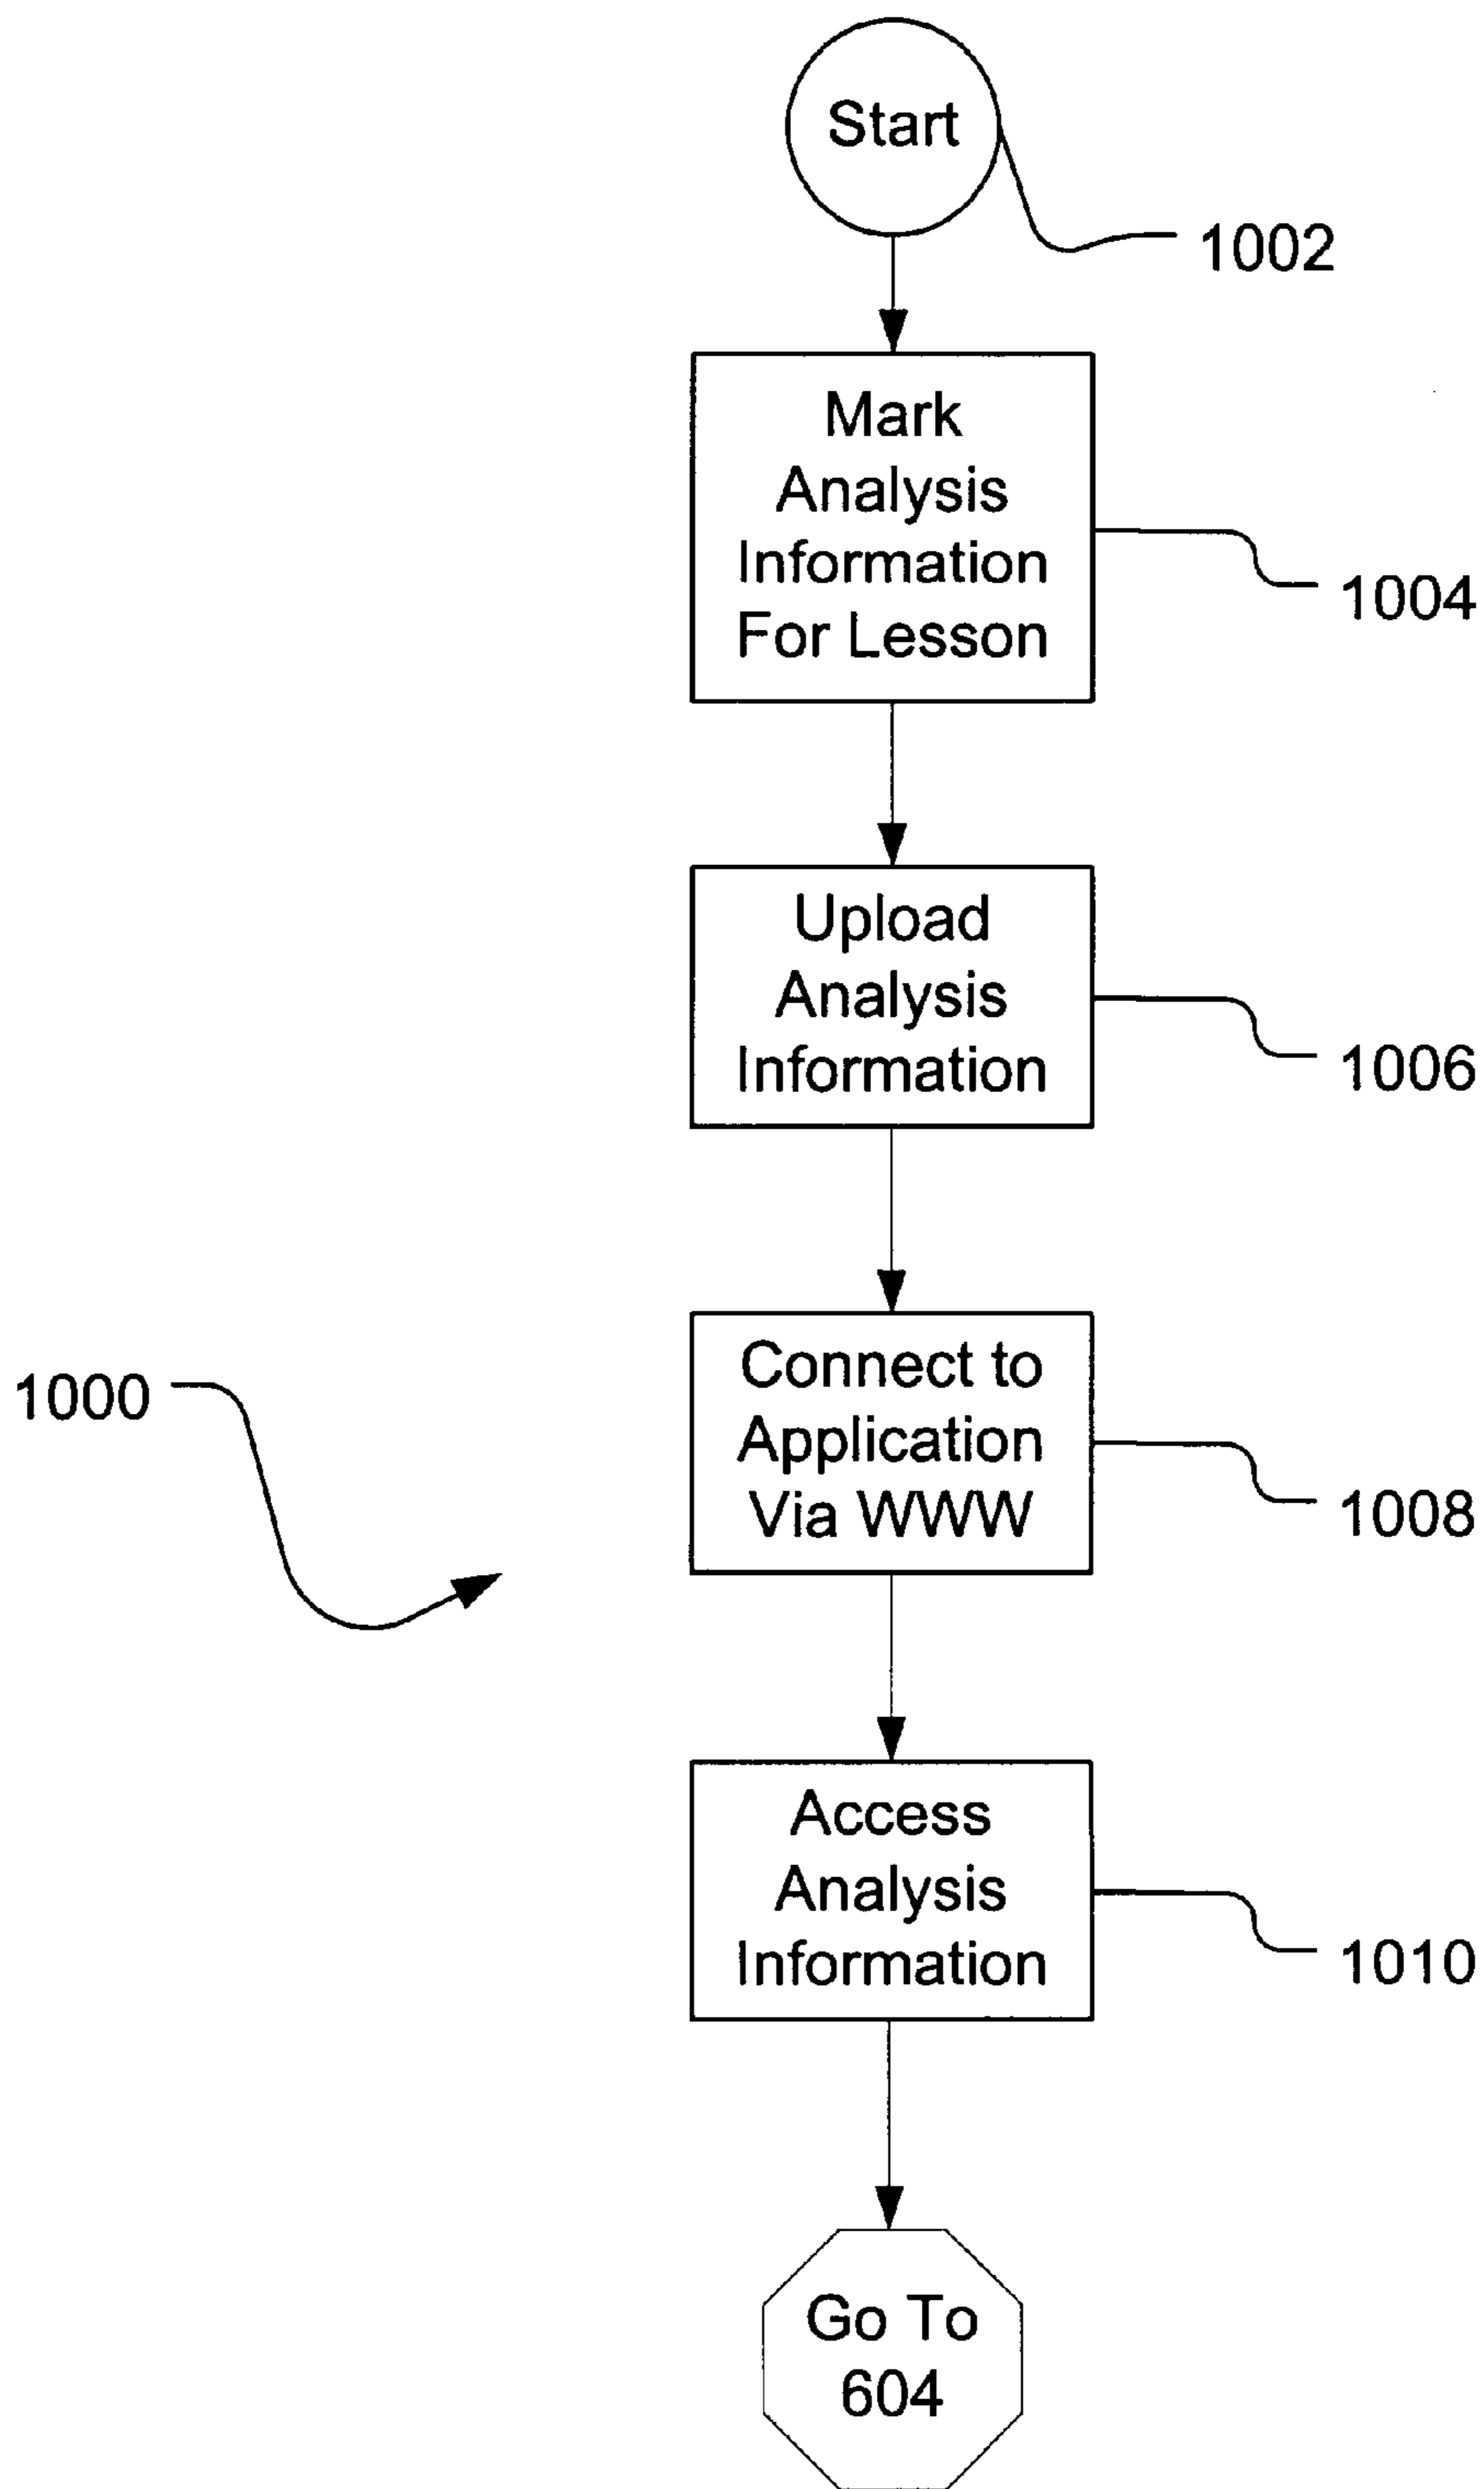 Start
1002
Mark
Analysis
Information
For Lesson
1004
Upload
Analysis
Information
1006
Connect to
Application
Via WWW
1000
1008
Access
Analysis
Information
1010
Go To
604